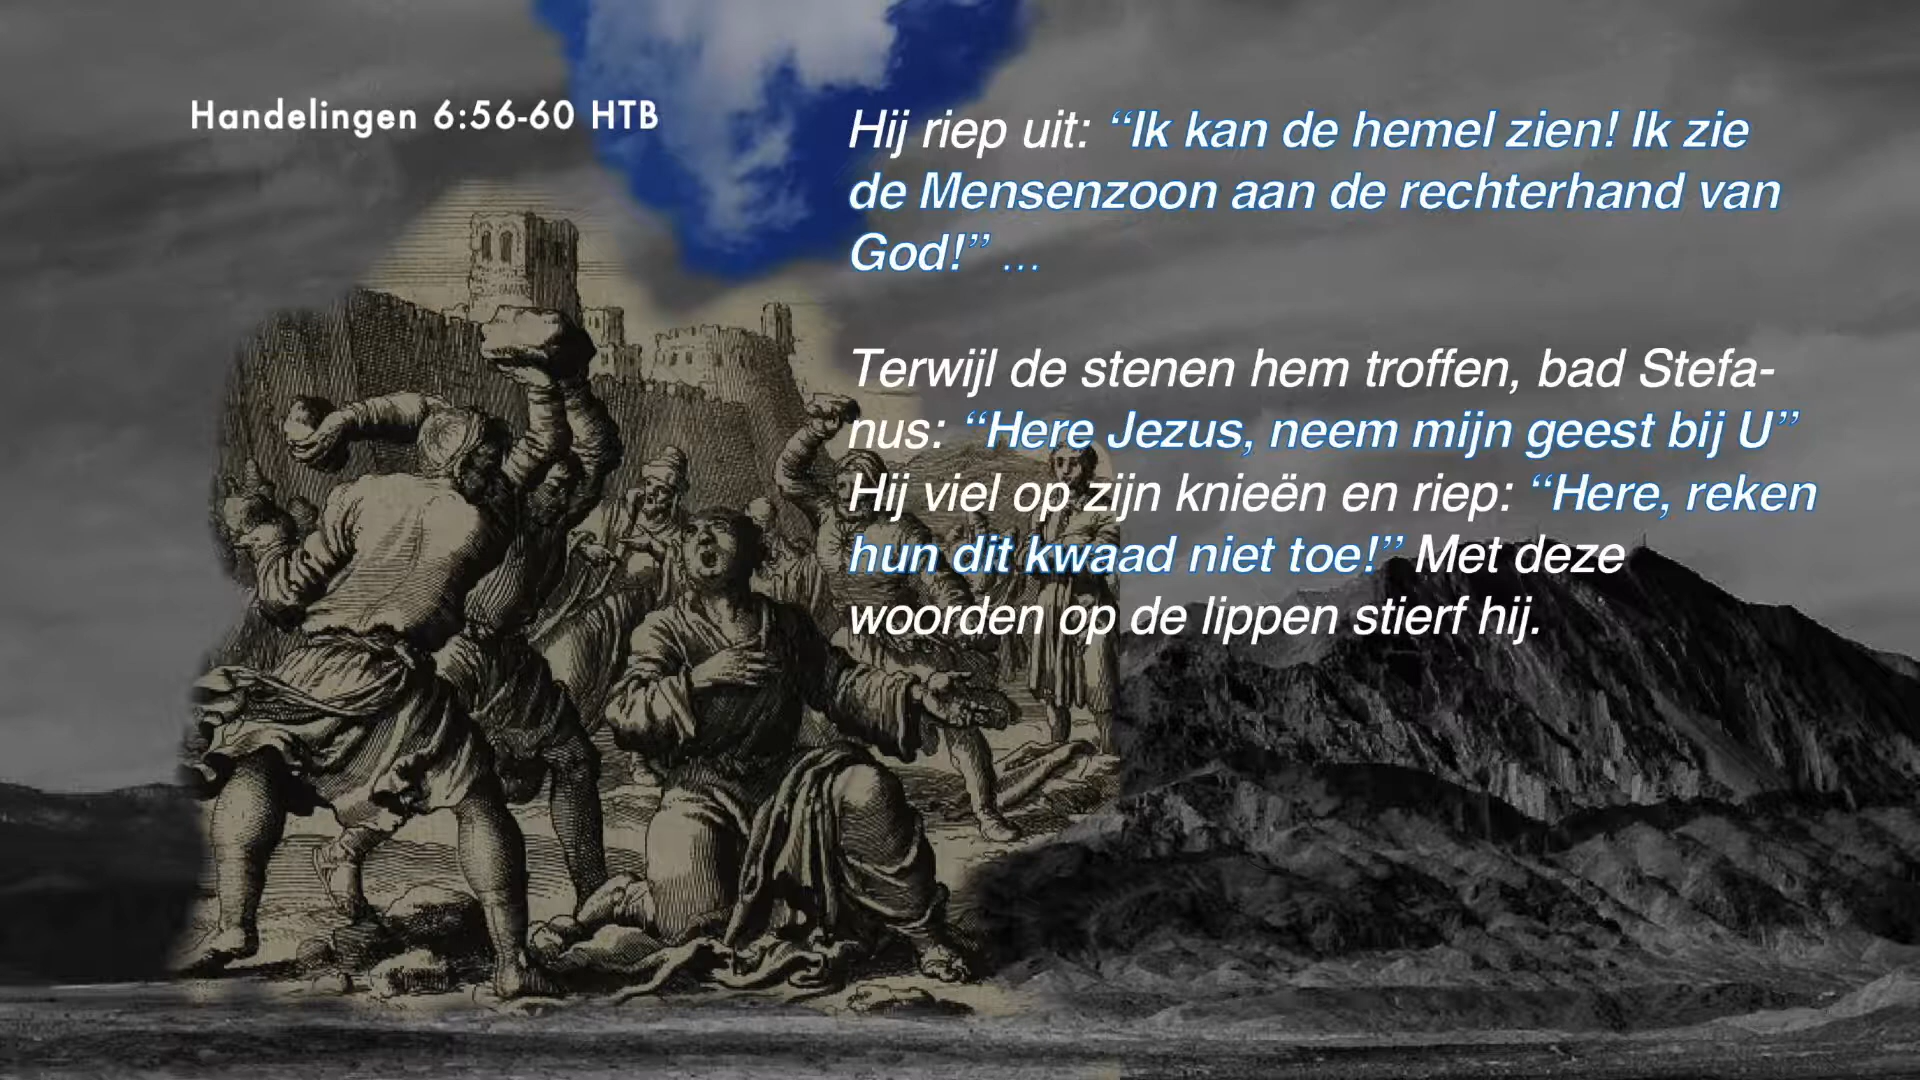 Handelingen 6:56-60 HTB
Hij riep uit: “Ik kan de hemel zien! Ik zie
de Mensenzoon aan de rechterhand van
God!” ...
Terwijl de stenen hem troffen, bad Stefa-
nus: “Here Jezus, neem mijn geest bij U”
Hij viel op zijn knieën en riep: “Here, reken
hun dit kwaad niet toe!” Met deze
woorden op de lippen stierf hij.